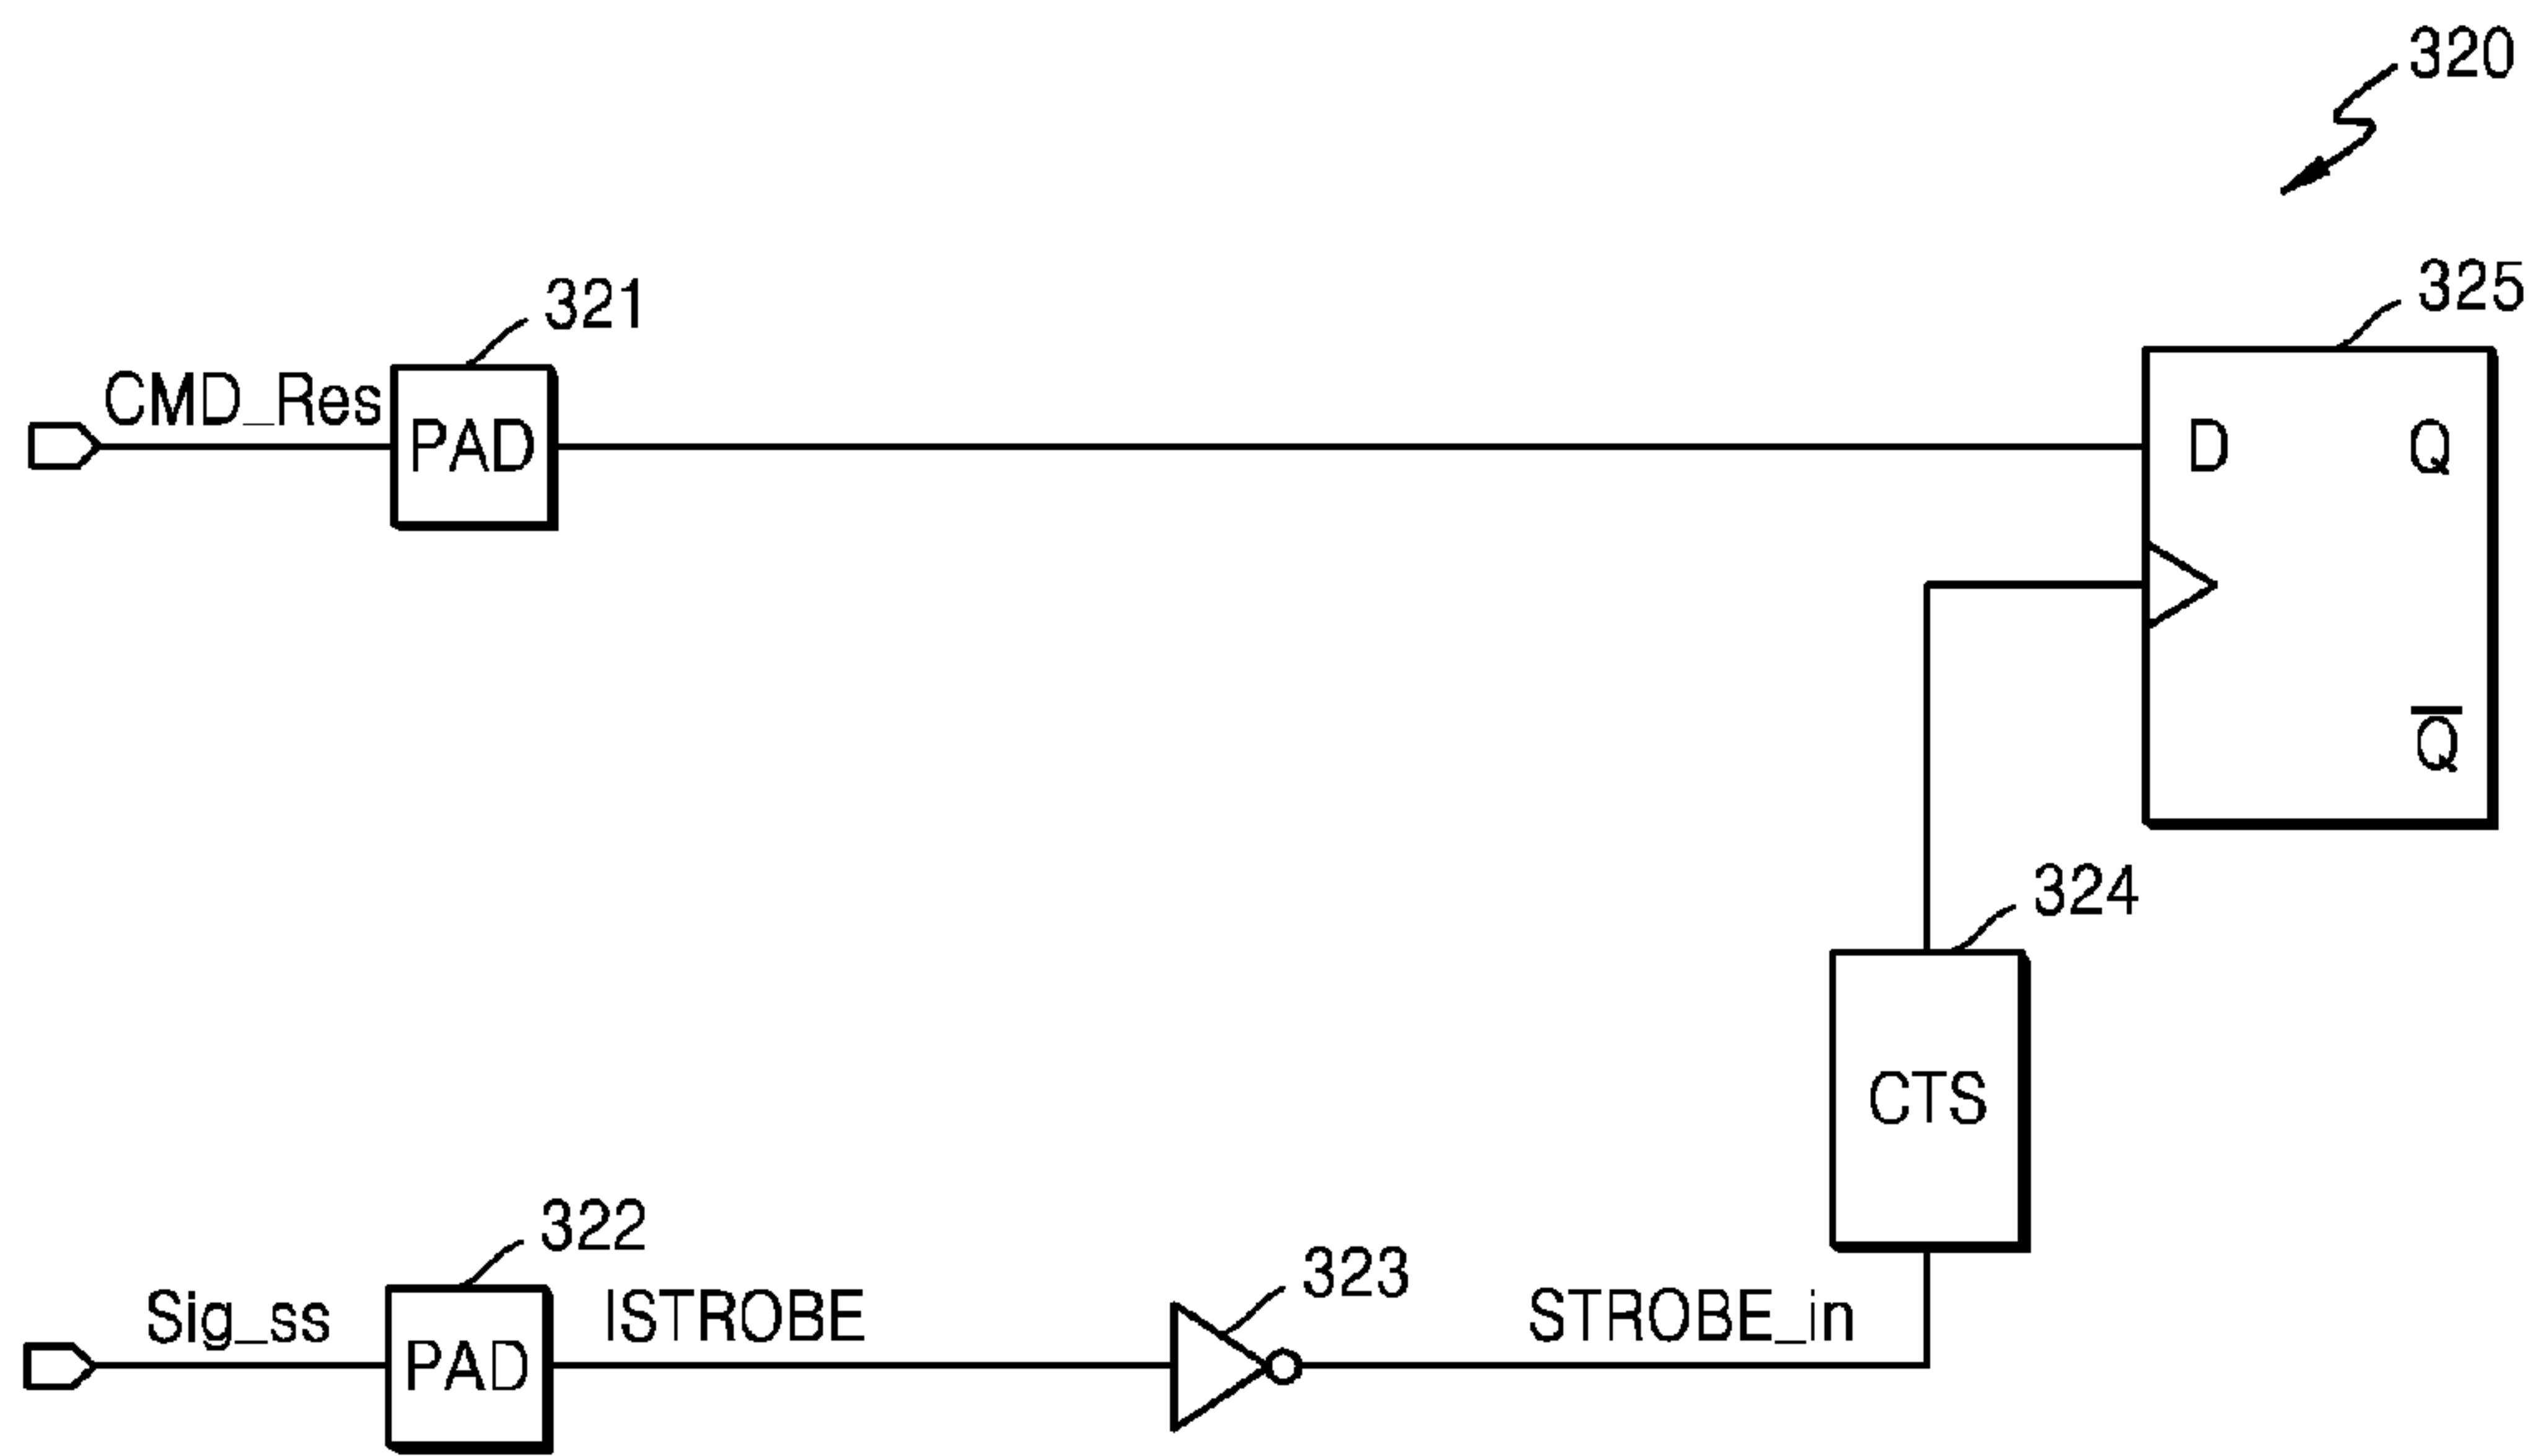 320
321
325
CMD_Res
PAD
D
Q
Q̅
324
CTS
322
323
Sig_ss
ISTROBE
STROBE_in
PAD